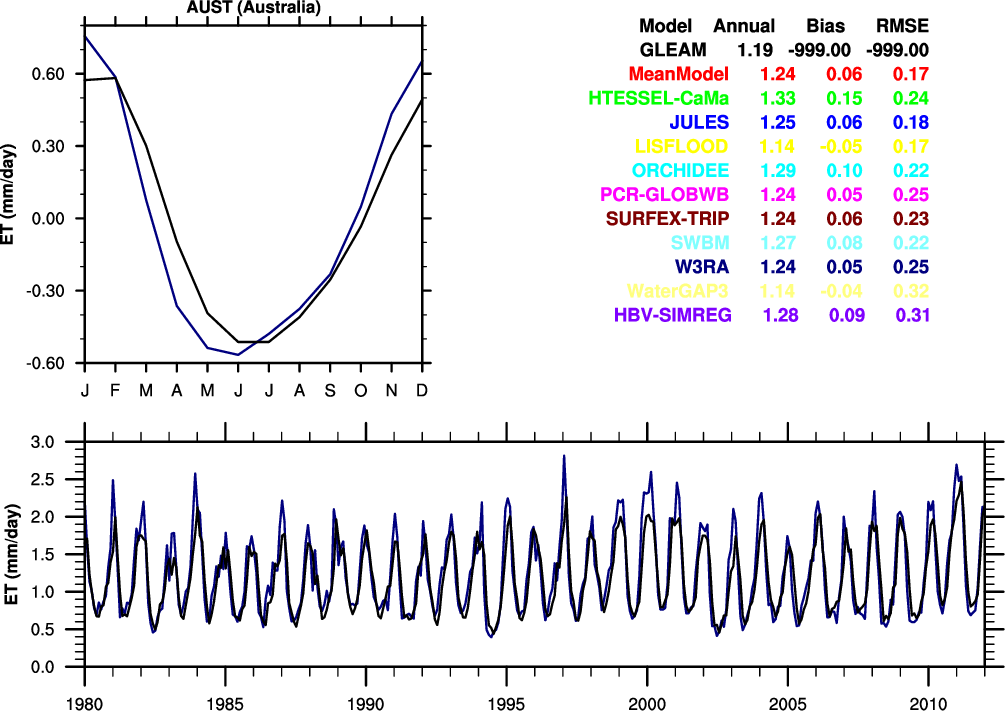 AUST (Australia)
ET (mm/day)
0.60
0.30
0.00
-0.30
-0.60
J F M A M J J A S O N D
Model Annual Bias RMSE
GLEAM 1.19 -999.00 -999.00
MeanModel 1.24 0.06 0.17
HTESSEL-CaMa 1.33 0.15 0.24
JULES 1.25 0.06 0.18
LISFLOOD 1.14 -0.05 0.17
ORCHIDEE 1.29 0.10 0.22
PCR-GLOBWB 1.24 0.05 0.25
SURFEX-TRIP 1.24 0.06 0.23
SWBM 1.27 0.08 0.22
W3RA 1.24 0.05 0.25
WaterGAP3 1.14 -0.04 0.32
HBV-SIMREG 1.28 0.09 0.31
ET (mm/day)
3.0
2.5
2.0
1.5
1.0
0.5
0.0
1980 1985 1990 1995 2000 2005 2010